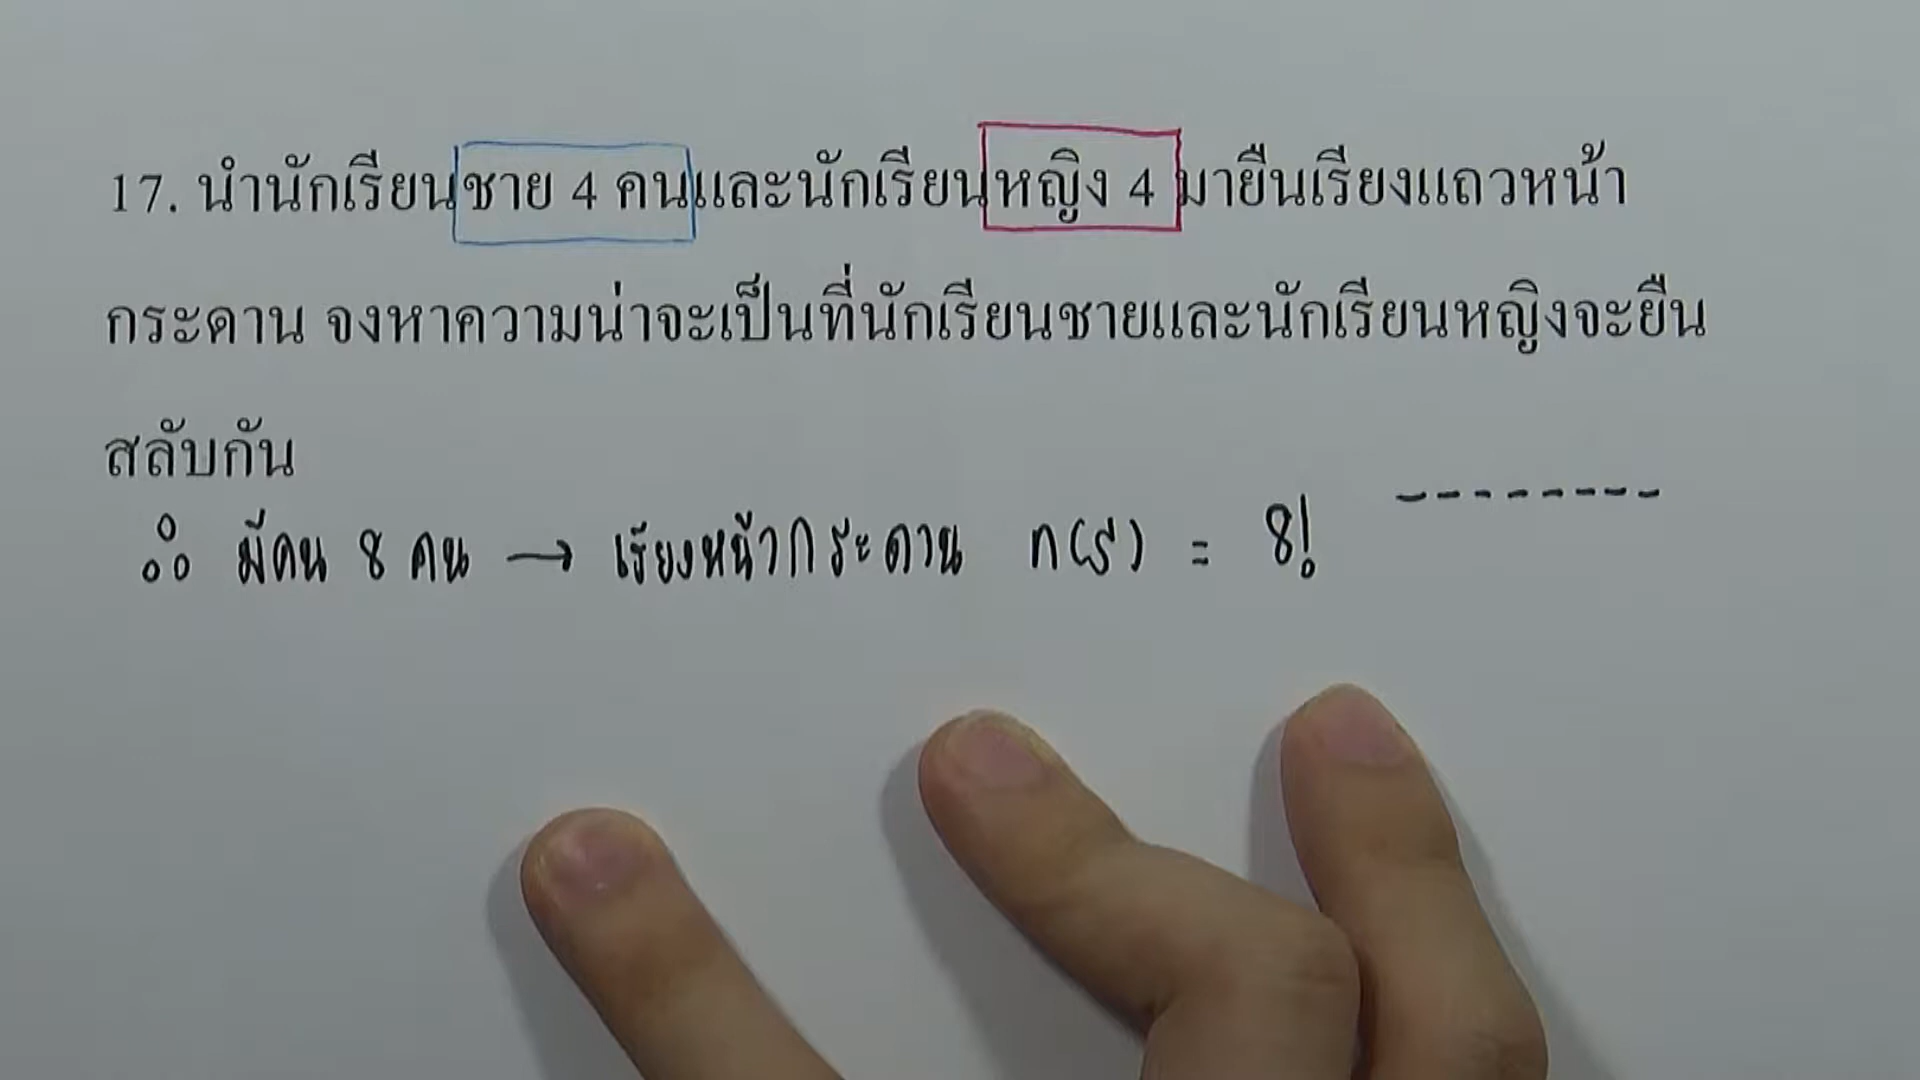 17. นำนักเรียนชาย 4 คนและนักเรียนหญิง 4 มายืนเรียงแถวหน้า
กระดาน จงหาความน่าจะเป็นที่นักเรียนชายและนักเรียนหญิงจะยืน
สลับกัน
∴ มีคน 8 คน → เรียงหน้ากระดาน n(S) = 8!